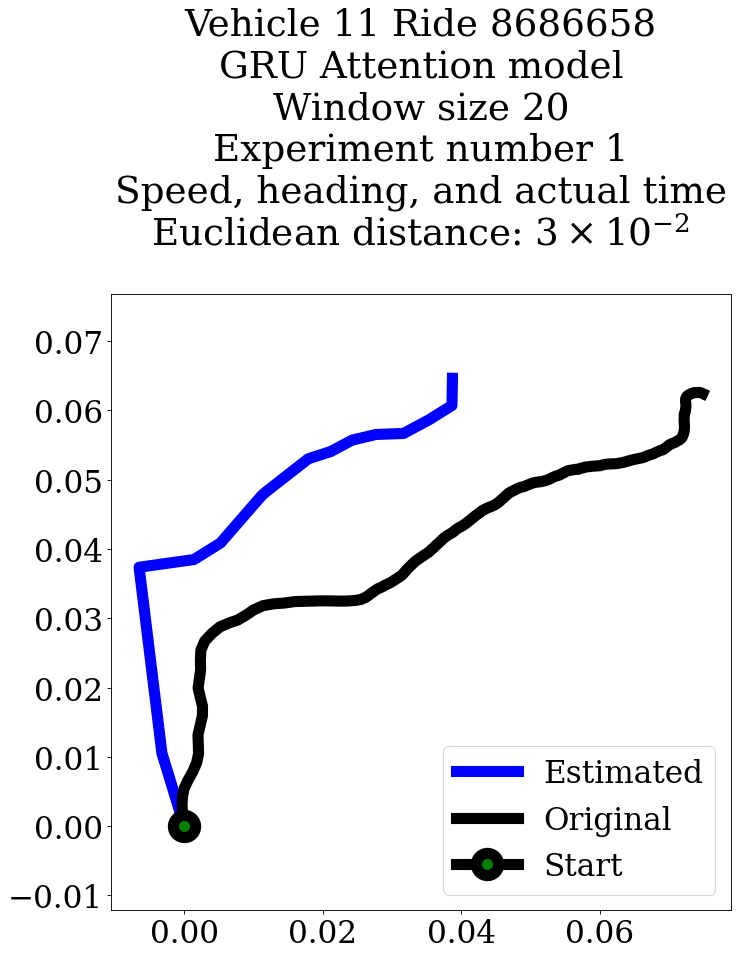 Vehicle 11 Ride 8686658
GRU Attention model
Window size 20
Experiment number 1
Speed, heading, and actual time
Euclidean distance: 3 × 10⁻²
0.07
0.06
0.05
0.04
0.03
0.02
0.01
0.00
−0.01
Estimated
Original
Start
0.00 0.02 0.04 0.06